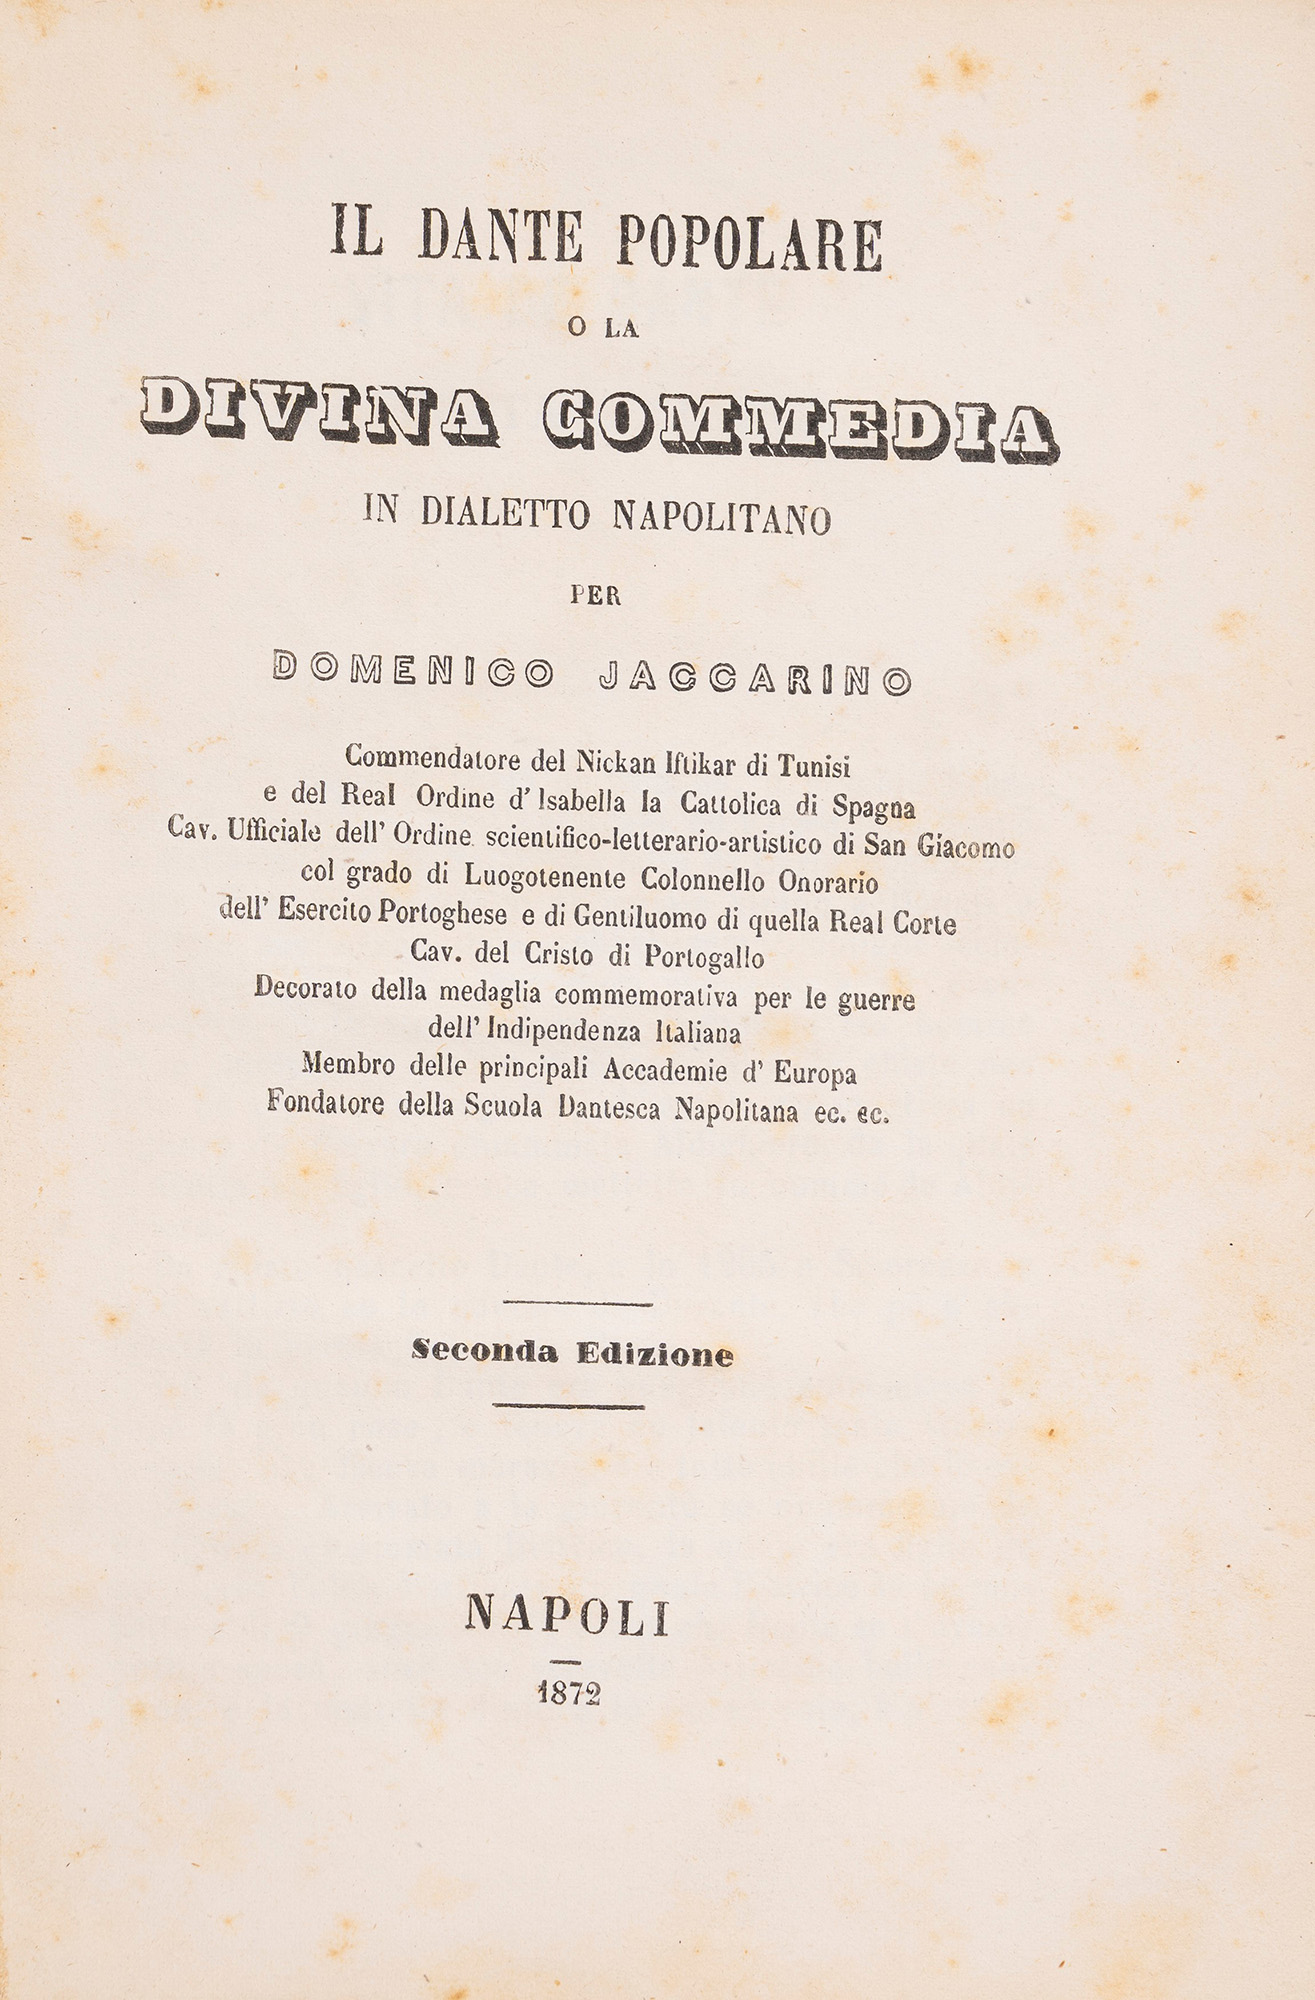 IL DANTE POPOLARE
O LA
DIVINA COMMEDIA
IN DIALETTO NAPOLITANO
PER
DOMENICO JACCARINO
Commendatore del Nickan Iftikar di Tunisi
e del Real Ordine d' Isabella la Cattolica di Spagna
Cav. Ufficiale dell' Ordine scientifico-letterario-artistico di San Giacomo
col grado di Luogotenente Colonnello Onorario
dell' Esercito Portoghese e di Gentiluomo di quella Real Corte
Cav. del Cristo di Portogallo
Decorato della medaglia commemorativa per le guerre
dell' Indipendenza Italiana
Membro delle principali Accademie d' Europa
Fondatore della Scuola Dantesca Napolitana ec. ec.
Seconda Edizione
NAPOLI
1872